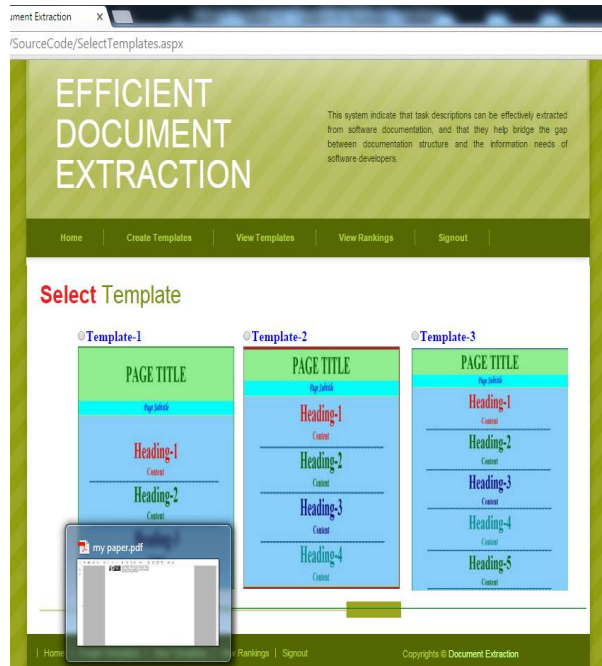 ument Extraction x
/SourceCode/SelectTemplates.aspx
EFFICIENT
DOCUMENT
EXTRACTION
This system indicate that task descriptions can be effectively extracted
from software documentation, and that they help bridge the gap
between documentation structure and the information needs of
software developers.
Home Create Templates View Templates View Rankings Signout
Select Template
Template-1
PAGE TITLE
Page Subtitle
Heading-1
Content
Heading-2
Content
Template-2
PAGE TITLE
Page Subtitle
Heading-1
Content
Heading-2
Content
Heading-3
Content
Heading-4
Content
Template-3
PAGE TITLE
Page Subtitle
Heading-1
Content
Heading-2
Content
Heading-3
Content
Heading-4
Content
Heading-5
Content
my paper.pdf
| Home Rankings | Signout
Copyrights © Document Extraction